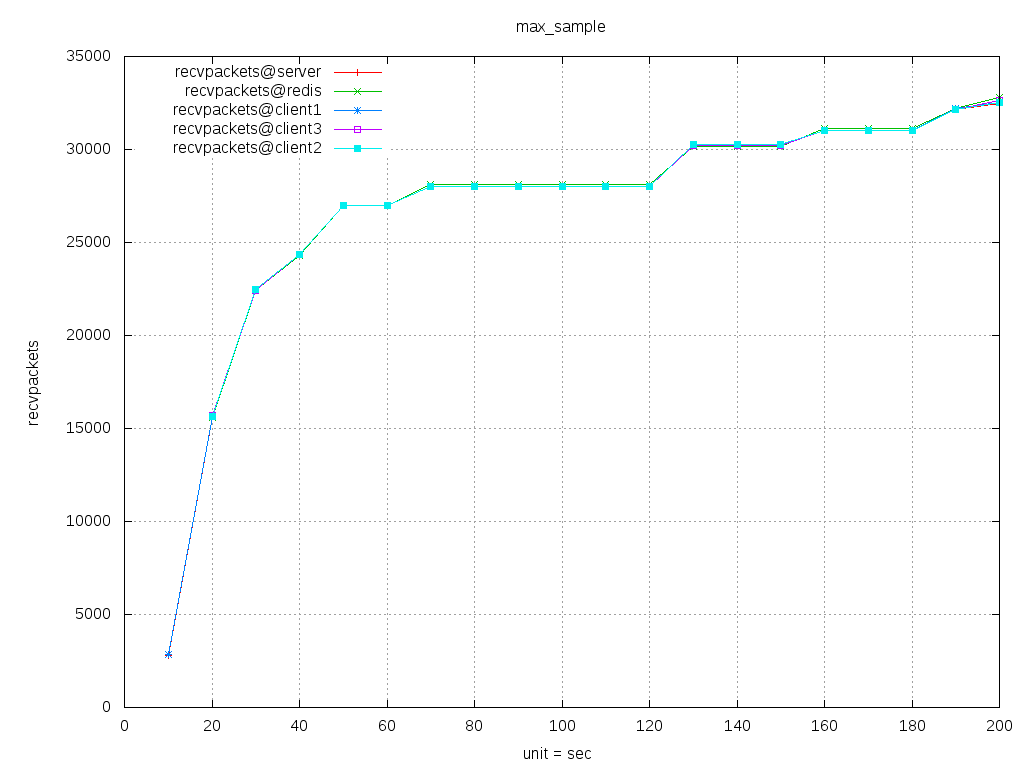 max_sample
35000
30000
25000
20000
15000
10000
5000
0
recvpackets@server
recvpackets@redis
recvpackets@client1
recvpackets@client3
recvpackets@client2
recvpackets
0 20 40 60 80 100 120 140 160 180 200
unit = sec